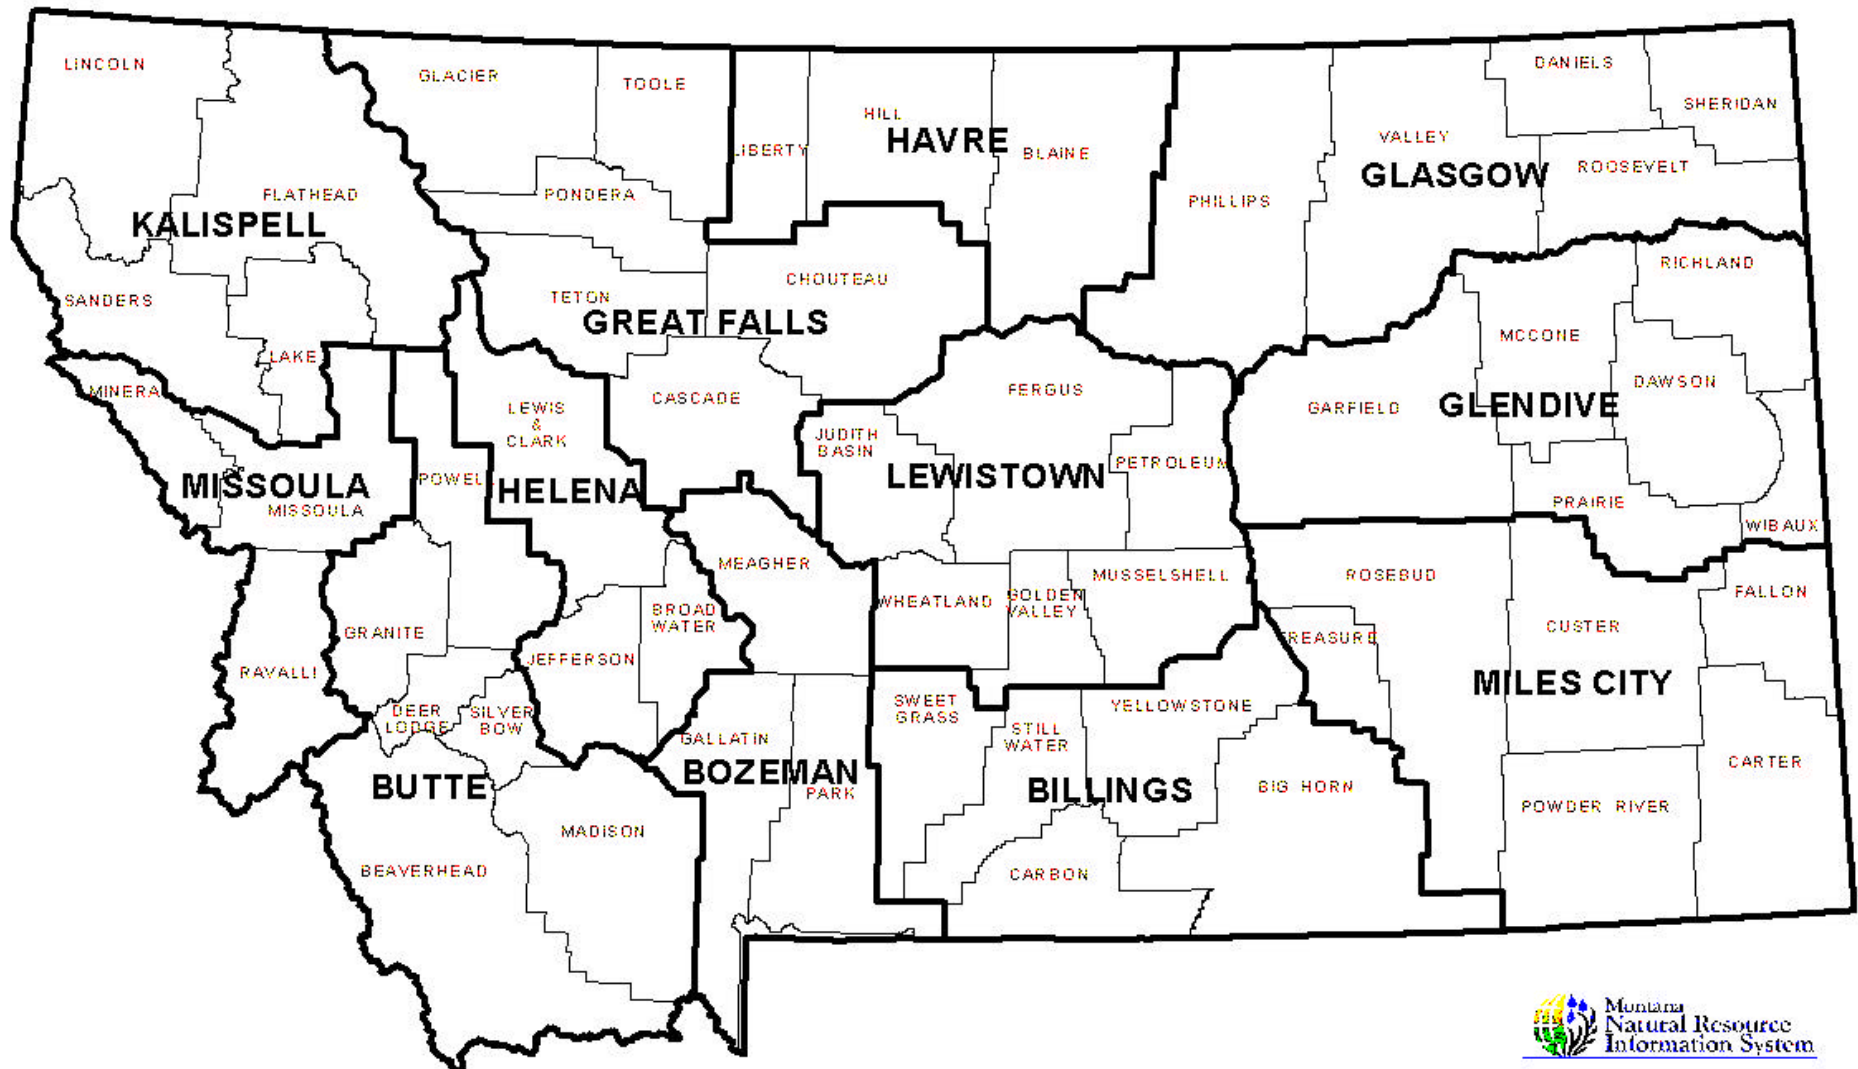 LINCOLN
GLACIER
TOOLE
DANIELS
SHERIDAN
HILL
HAVRE
IBERTY
BLAINE
VALLEY
GLASGOW
ROOSEVELT
FLATHEAD
KALISPELL
PONDERA
PHILLIPS
RICHLAND
SANDERS
TETON
CHOUTEAU
GREAT FALLS
MCCONE
LAKE
MINERA
LEWIS
&
CLARK
CASCADE
FERGUS
GARFIELD
GLENDIVE
DAWSON
JUDITH
BASIN
LEWISTOWN
PETROLEUM
MISSOULA
MISSOULA
POWEL
HELENA
PRAIRIE
WIBAUX
MEAGHER
WHEATLAND
GOLDEN
VALLEY
MUSSELSHELL
ROSEBUD
FALLON
BROAD
WATER
GRANITE
JEFFERSON
REASURE
CUSTER
RAVALLI
MILES CITY
DEER
LODGE
SILVER
BOW
GALLATIN
SWEET
GRASS
STILL
WATER
YELLOWSTONE
BUTTE
BOZEMAN
PARK
BILLINGS
BIG HORN
CARTER
POWDER RIVER
MADISON
BEAVERHEAD
CARBON
Montana
Natural Resource
Information System